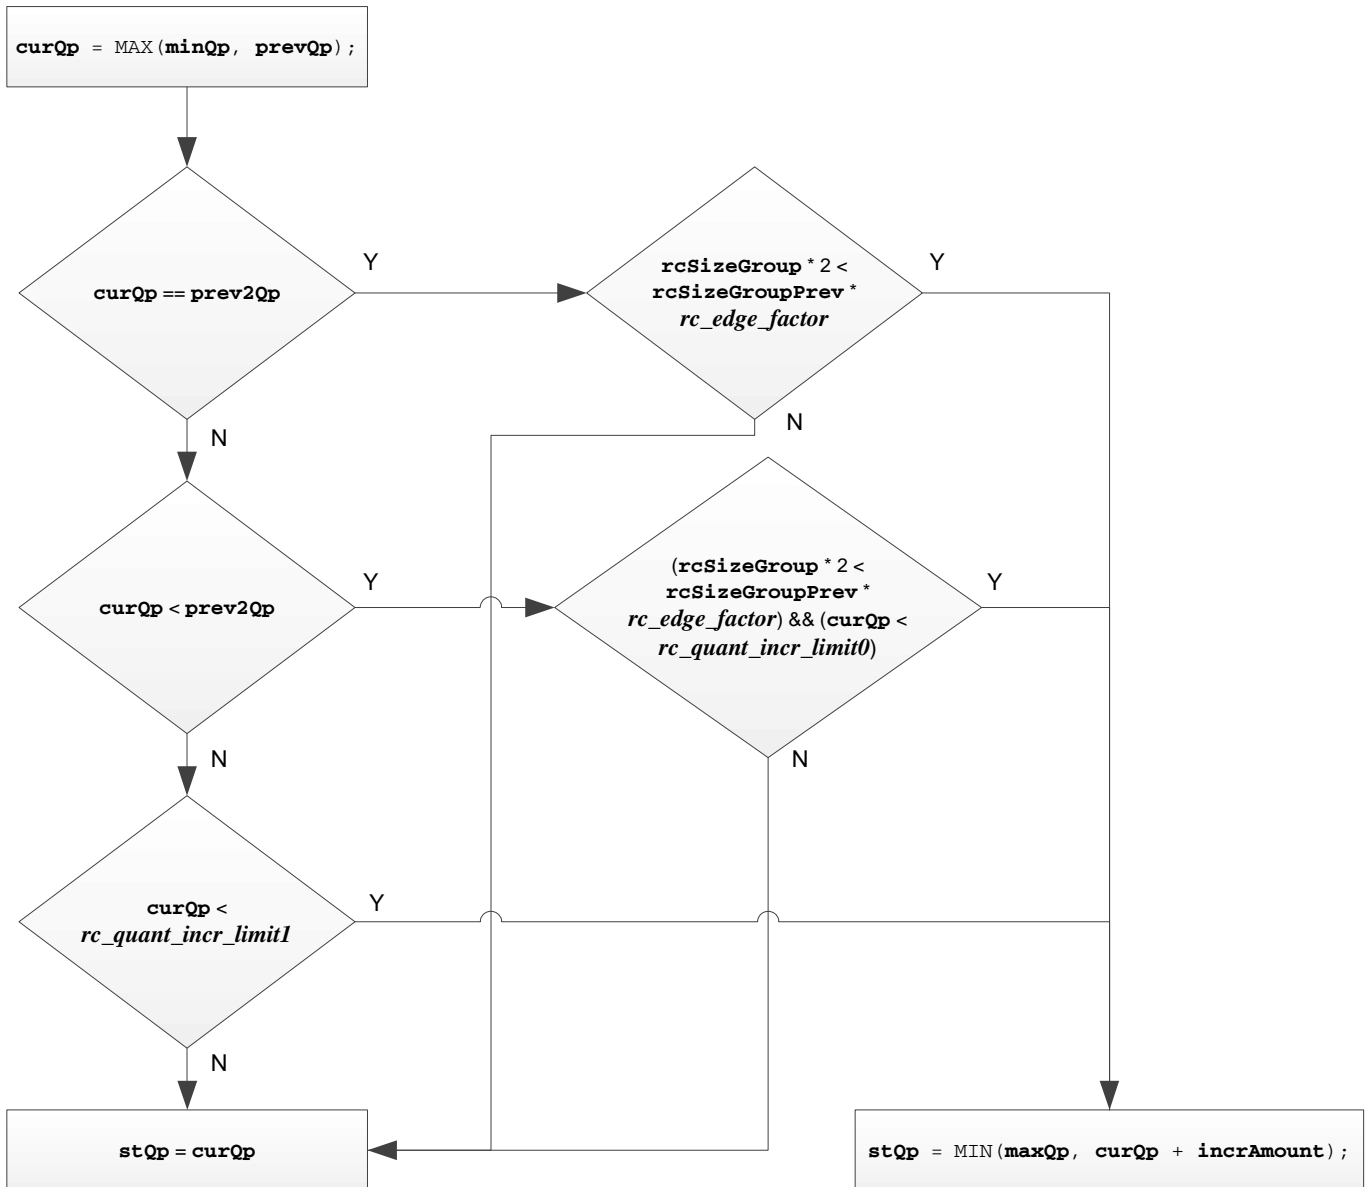 curQp = MAX(minQp, prevQp);
curQp == prev2Qp
Y
rcSizeGroup * 2 <
rcSizeGroupPrev *
rc_edge_factor
Y
N
N
curQp < prev2Qp
Y
(rcSizeGroup * 2 <
rcSizeGroupPrev *
rc_edge_factor) && (curQp <
rc_quant_incr_limit0)
Y
N
N
curQp <
rc_quant_incr_limit1
Y
N
stQp = curQp
stQp = MIN(maxQp, curQp + incrAmount);